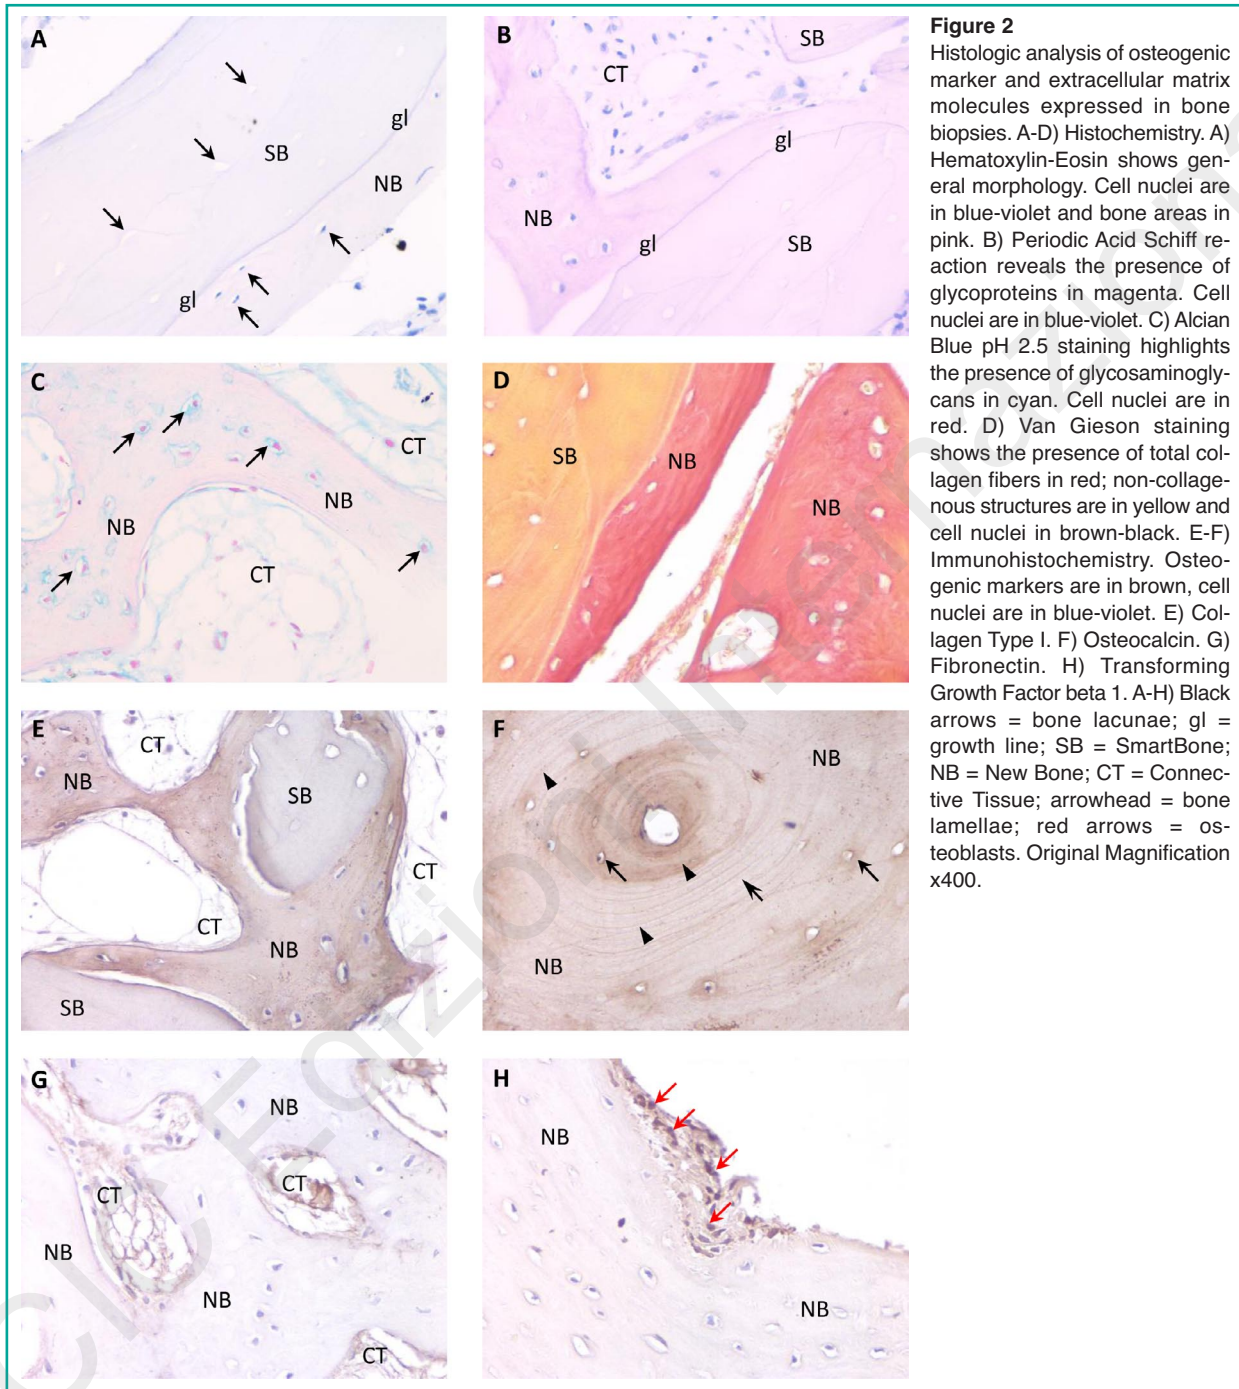 A
SB
gl
NB
gl
B
SB
CT
gl
NB
gl
SB
C
CT
NB
NB
CT
D
SB
NB
NB
E
CT
NB
SB
CT
CT
NB
SB
F
NB
NB
G
NB
CT
CT
NB
NB
CT
H
NB
NB
Figure 2
Histologic analysis of osteogenic
marker and extracellular matrix
molecules expressed in bone
biopsies. A-D) Histochemistry. A)
Hematoxylin-Eosin shows gen-
eral morphology. Cell nuclei are
in blue-violet and bone areas in
pink. B) Periodic Acid Schiff re-
action reveals the presence of
glycoproteins in magenta. Cell
nuclei are in blue-violet. C) Alcian
Blue pH 2.5 staining highlights
the presence of glycosaminogly-
cans in cyan. Cell nuclei are in
red. D) Van Gieson staining
shows the presence of total col-
lagen fibers in red; non-collage-
nous structures are in yellow and
cell nuclei in brown-black. E-F)
Immunohistochemistry. Osteo-
genic markers are in brown, cell
nuclei are in blue-violet. E) Col-
lagen Type I. F) Osteocalcin. G)
Fibronectin. H) Transforming
Growth Factor beta 1. A-H) Black
arrows = bone lacunae; gl =
growth line; SB = SmartBone;
NB = New Bone; CT = Connec-
tive Tissue; arrowhead = bone
lamellae; red arrows = os-
teoblasts. Original Magnification
x400.
CIC Edizioni Internazion